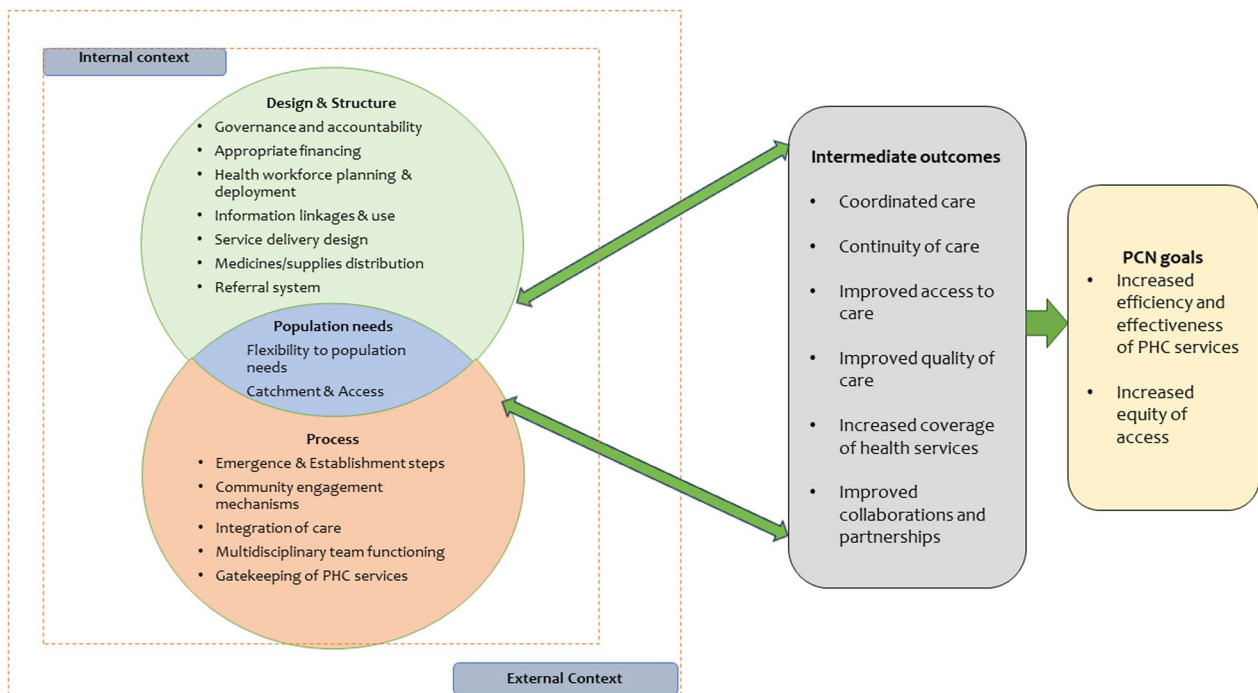 Internal context
Design & Structure
• Governance and accountability
• Appropriate financing
• Health workforce planning &
deployment
• Information linkages & use
• Service delivery design
• Medicines/supplies distribution
• Referral system
Population needs
Flexibility to population
needs
Catchment & Access
Process
• Emergence & Establishment steps
• Community engagement
mechanisms
• Integration of care
• Multidisciplinary team functioning
• Gatekeeping of PHC services
External Context
Intermediate outcomes
• Coordinated care
• Continuity of care
• Improved access to
care
• Improved quality of
care
• Increased coverage
of health services
• Improved
collaborations and
partnerships
PCN goals
• Increased
efficiency and
effectiveness
of PHC services
• Increased
equity of
access